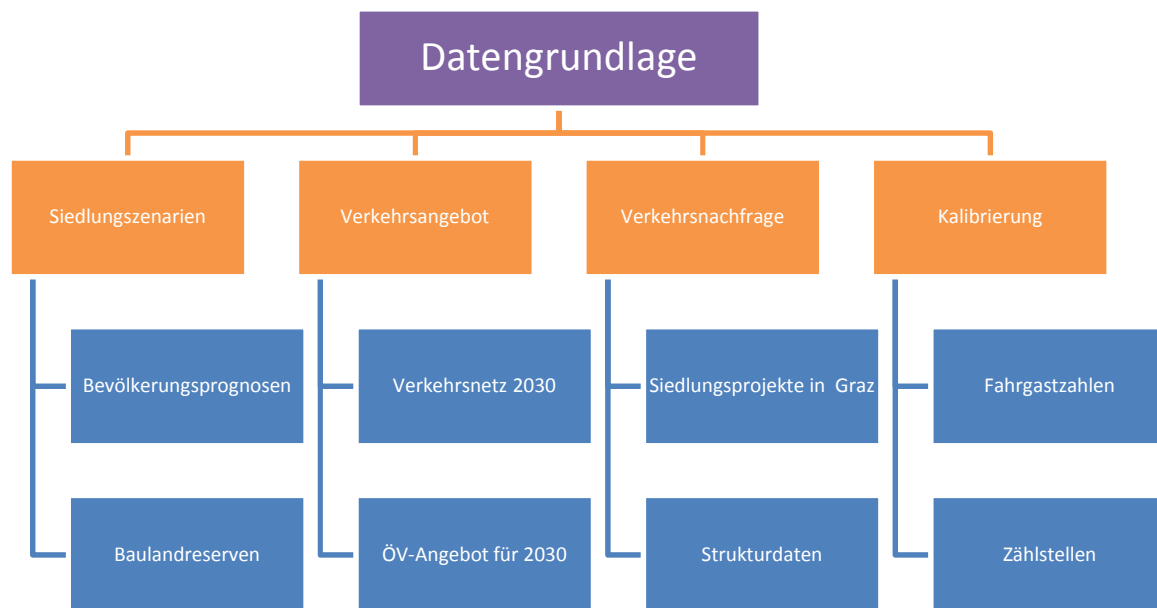 Datengrundlage
Siedlungszenarien
Verkehrsangebot
Verkehrsnachfrage
Kalibrierung
Bevölkerungsprognosen
Verkehrsnetz 2030
Siedlungsprojekte in Graz
Fahrgastzahlen
Baulandreserven
ÖV-Angebot für 2030
Strukturdaten
Zählstellen